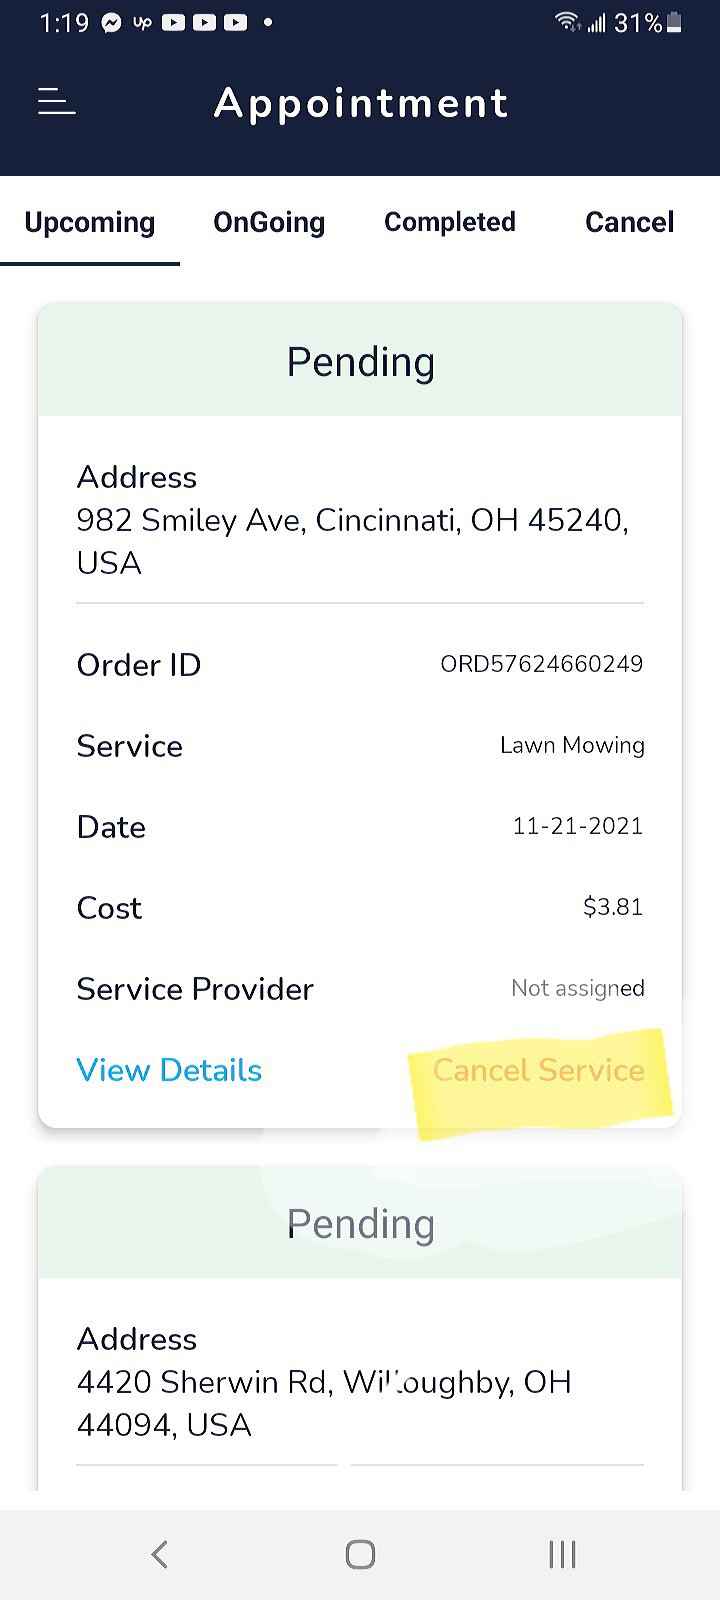 1:19 up 31%
Appointment
Upcoming OnGoing Completed Cancel
Pending
Address
982 Smiley Ave, Cincinnati, OH 45240,
USA
Order ID ORD57624660249
Service Lawn Mowing
Date 11-21-2021
Cost $3.81
Service Provider Not assigned
View Details Cancel Service
Pending
Address
4420 Sherwin Rd, Willoughby, OH
44094, USA